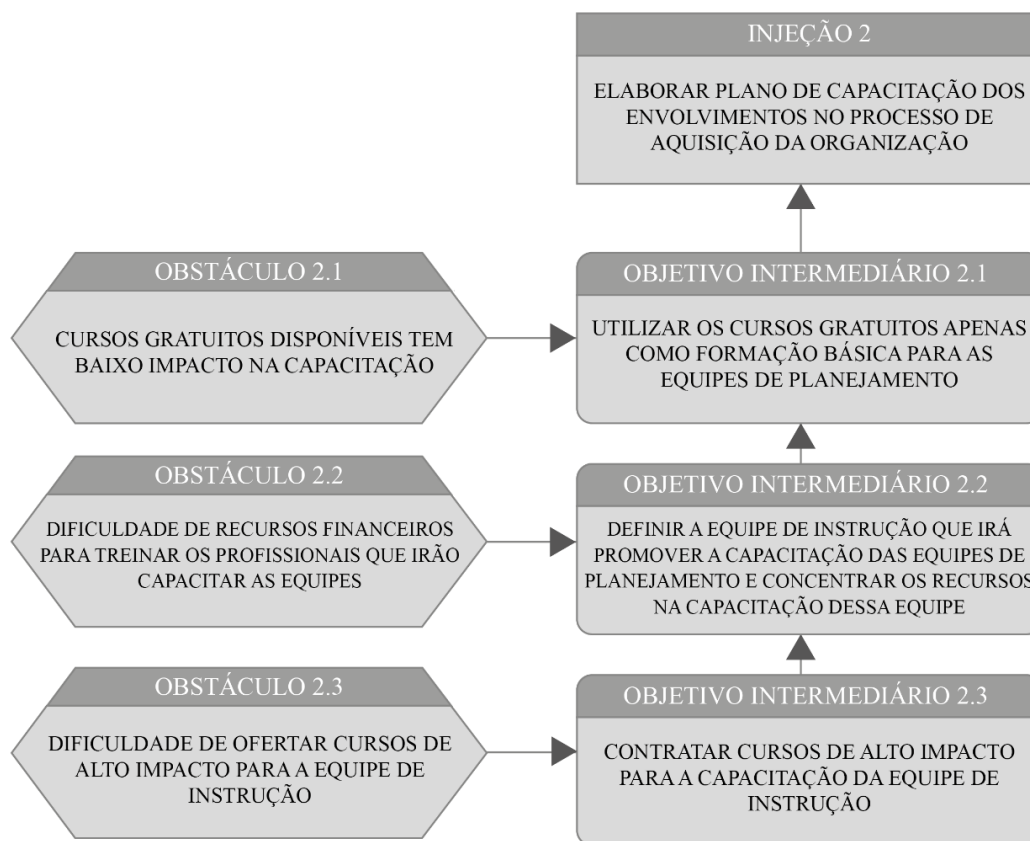 INJEÇÃO 2
ELABORAR PLANO DE CAPACITAÇÃO DOS
ENVOLVIMENTOS NO PROCESSO DE
AQUISIÇÃO DA ORGANIZAÇÃO
OBSTÁCULO 2.1
CURSOS GRATUITOS DISPONÍVEIS TEM
BAIXO IMPACTO NA CAPACITAÇÃO
OBJETIVO INTERMEDIÁRIO 2.1
UTILIZAR OS CURSOS GRATUITOS APENAS
COMO FORMAÇÃO BÁSICA PARA AS
EQUIPES DE PLANEJAMENTO
OBSTÁCULO 2.2
DIFICULDADE DE RECURSOS FINANCEIROS
PARA TREINAR OS PROFISSIONAIS QUE IRÃO
CAPACITAR AS EQUIPES
OBJETIVO INTERMEDIÁRIO 2.2
DEFINIR A EQUIPE DE INSTRUÇÃO QUE IRÁ
PROMOVER A CAPACITAÇÃO DAS EQUIPES DE
PLANEJAMENTO E CONCENTRAR OS RECURSOS
NA CAPACITAÇÃO DESSA EQUIPE
OBSTÁCULO 2.3
DIFICULDADE DE OFERTAR CURSOS DE
ALTO IMPACTO PARA A EQUIPE DE
INSTRUÇÃO
OBJETIVO INTERMEDIÁRIO 2.3
CONTRATAR CURSOS DE ALTO IMPACTO
PARA A CAPACITAÇÃO DA EQUIPE DE
INSTRUÇÃO